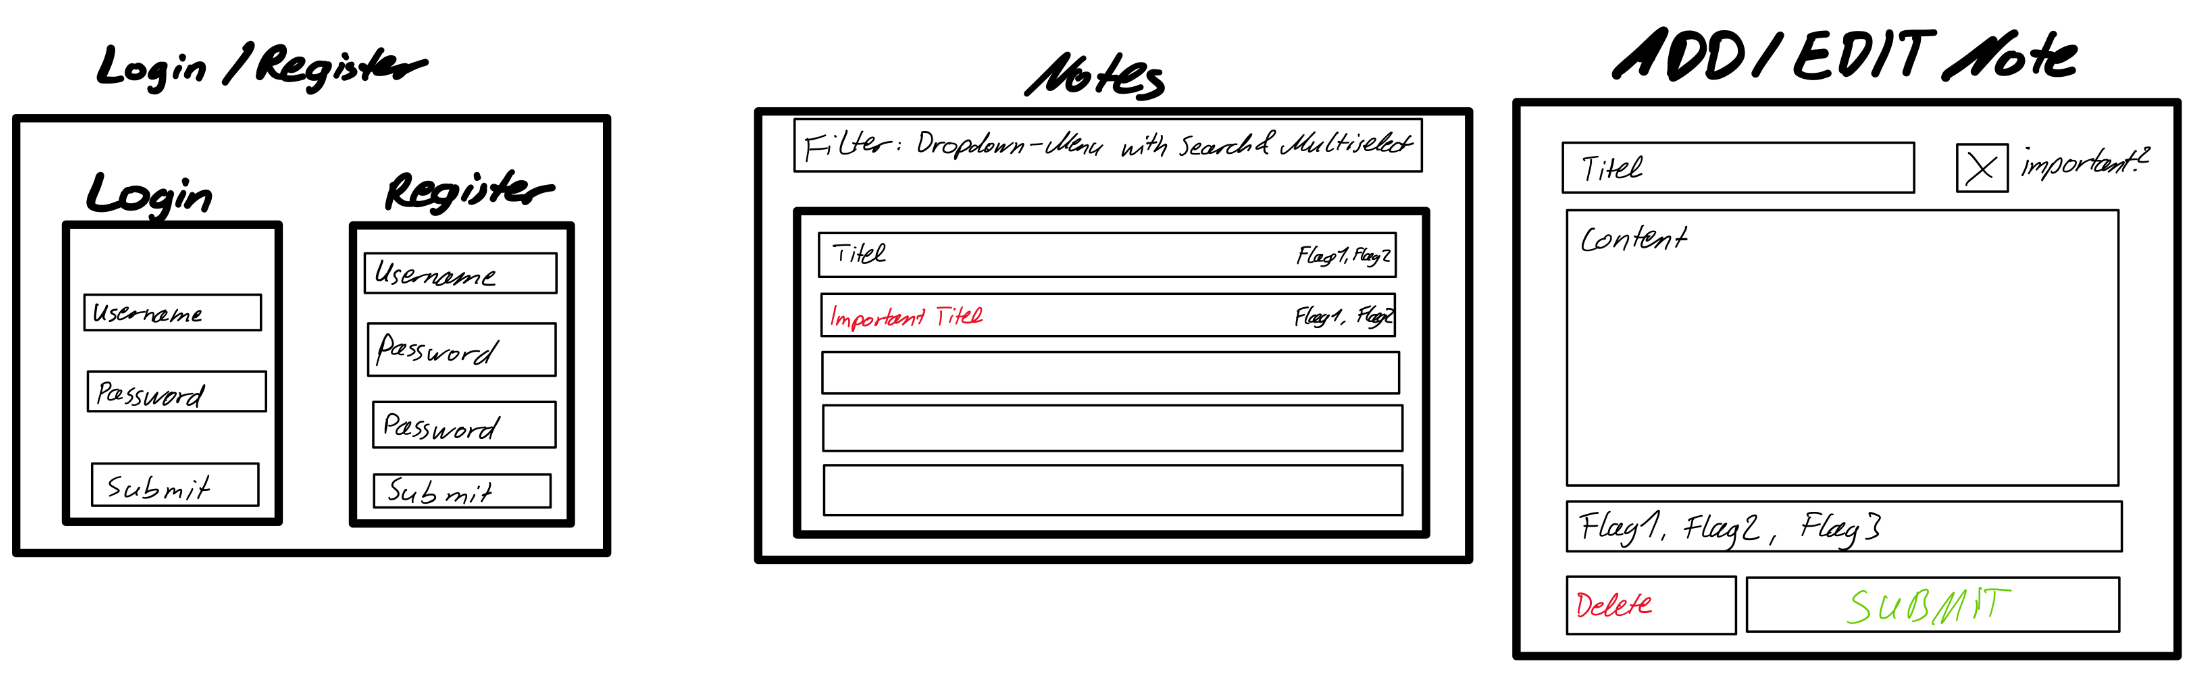 Login / Register
Login
Username
Password
Submit
Register
Username
Password
Password
Submit
Notes
Filter: Dropdown-Menu with Search & Multiselect
Titel Flag1, Flag2
Important Titel Flag1, Flag2
ADD / EDIT Note
Titel
X important?
Content
Flag1, Flag2, Flag3
Delete
SUBMIT